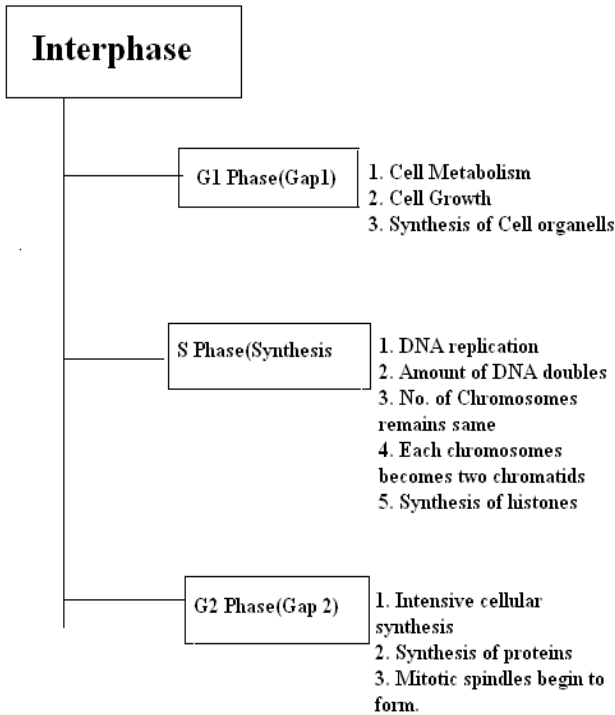 Interphase
G1 Phase(Gap1)
1. Cell Metabolism
2. Cell Growth
3. Synthesis of Cell organells
S Phase(Synthesis
1. DNA replication
2. Amount of DNA doubles
3. No. of Chromosomes
remains same
4. Each chromosomes
becomes two chromatids
5. Synthesis of histones
G2 Phase(Gap 2)
1. Intensive cellular
synthesis
2. Synthesis of proteins
3. Mitotic spindles begin to
form.